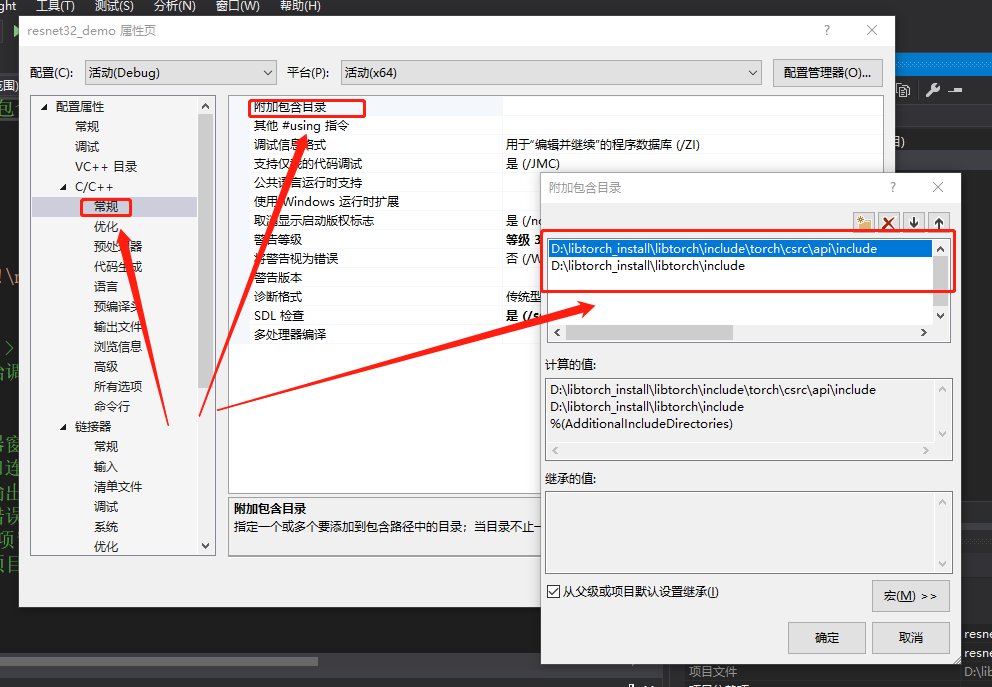 ght 工具(T) 测试(S) 分析(N) 窗口(W) 帮助(H)
resnet32_demo 属性页
配置(C): 活动(Debug) 平台(P): 活动(x64) 配置管理器(O)...
配置属性
常规
调试
VC++ 目录
C/C++
常规
优化
预处理器
代码生成
语言
预编译头
输出文件
浏览信息
高级
所有选项
命令行
链接器
常规
输入
清单文件
调试
系统
优化
附加包含目录
其他 #using 指令
调试信息格式 用于“编辑并继续”的程序数据库 (/ZI)
支持仅我的代码调试 是 (/JMC)
公共语言运行时支持
使用 Windows 运行时扩展
取消显示启动版权标志 是 (/no
警告等级 等级 3
将警告视为错误 否 (/W
警告版本
诊断格式 传统型
SDL 检查 是 (/s
多处理器编译
附加包含目录
指定一个或多个要添加到包含路径中的目录；当目录不止一
附加包含目录
D:\libtorch_install\libtorch\include\torch\csrc\api\include
D:\libtorch_install\libtorch\include
计算的值:
D:\libtorch_install\libtorch\include\torch\csrc\api\include
D:\libtorch_install\libtorch\include
%(AdditionalIncludeDirectories)
继承的值:
从父级或项目默认设置继承(I)
宏(M) >>
确定 取消
resne
resne
项目文件 D:\lib